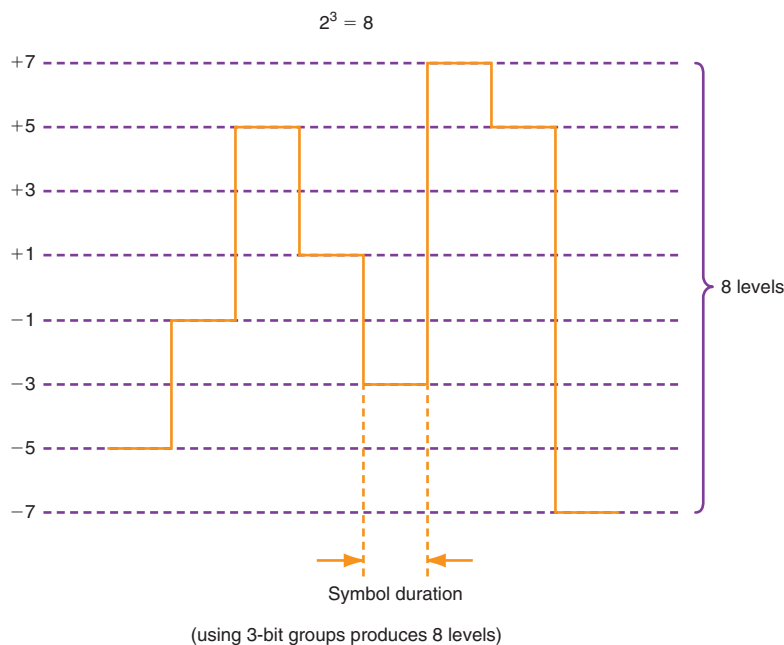 2³ = 8
+7
+5
+3
+1
−1
−3
−5
−7
8 levels
Symbol duration
(using 3-bit groups produces 8 levels)